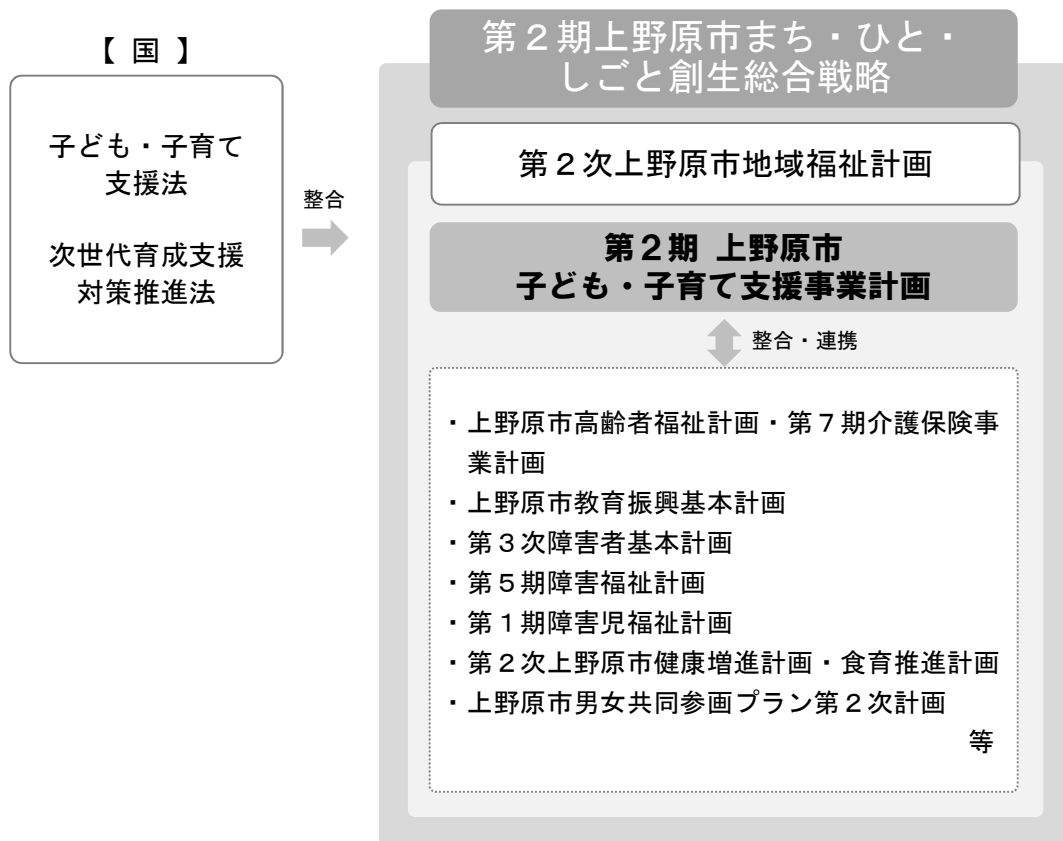 【 国 】
子ども・子育て
支援法
次世代育成支援
対策推進法
整合
第２期上野原市まち・ひと・
しごと創生総合戦略
第２次上野原市地域福祉計画
第２期 上野原市
子ども・子育て支援事業計画
整合・連携
・上野原市高齢者福祉計画・第７期介護保険事
業計画
・上野原市教育振興基本計画
・第３次障害者基本計画
・第５期障害福祉計画
・第１期障害児福祉計画
・第２次上野原市健康増進計画・食育推進計画
・上野原市男女共同参画プラン第２次計画
等